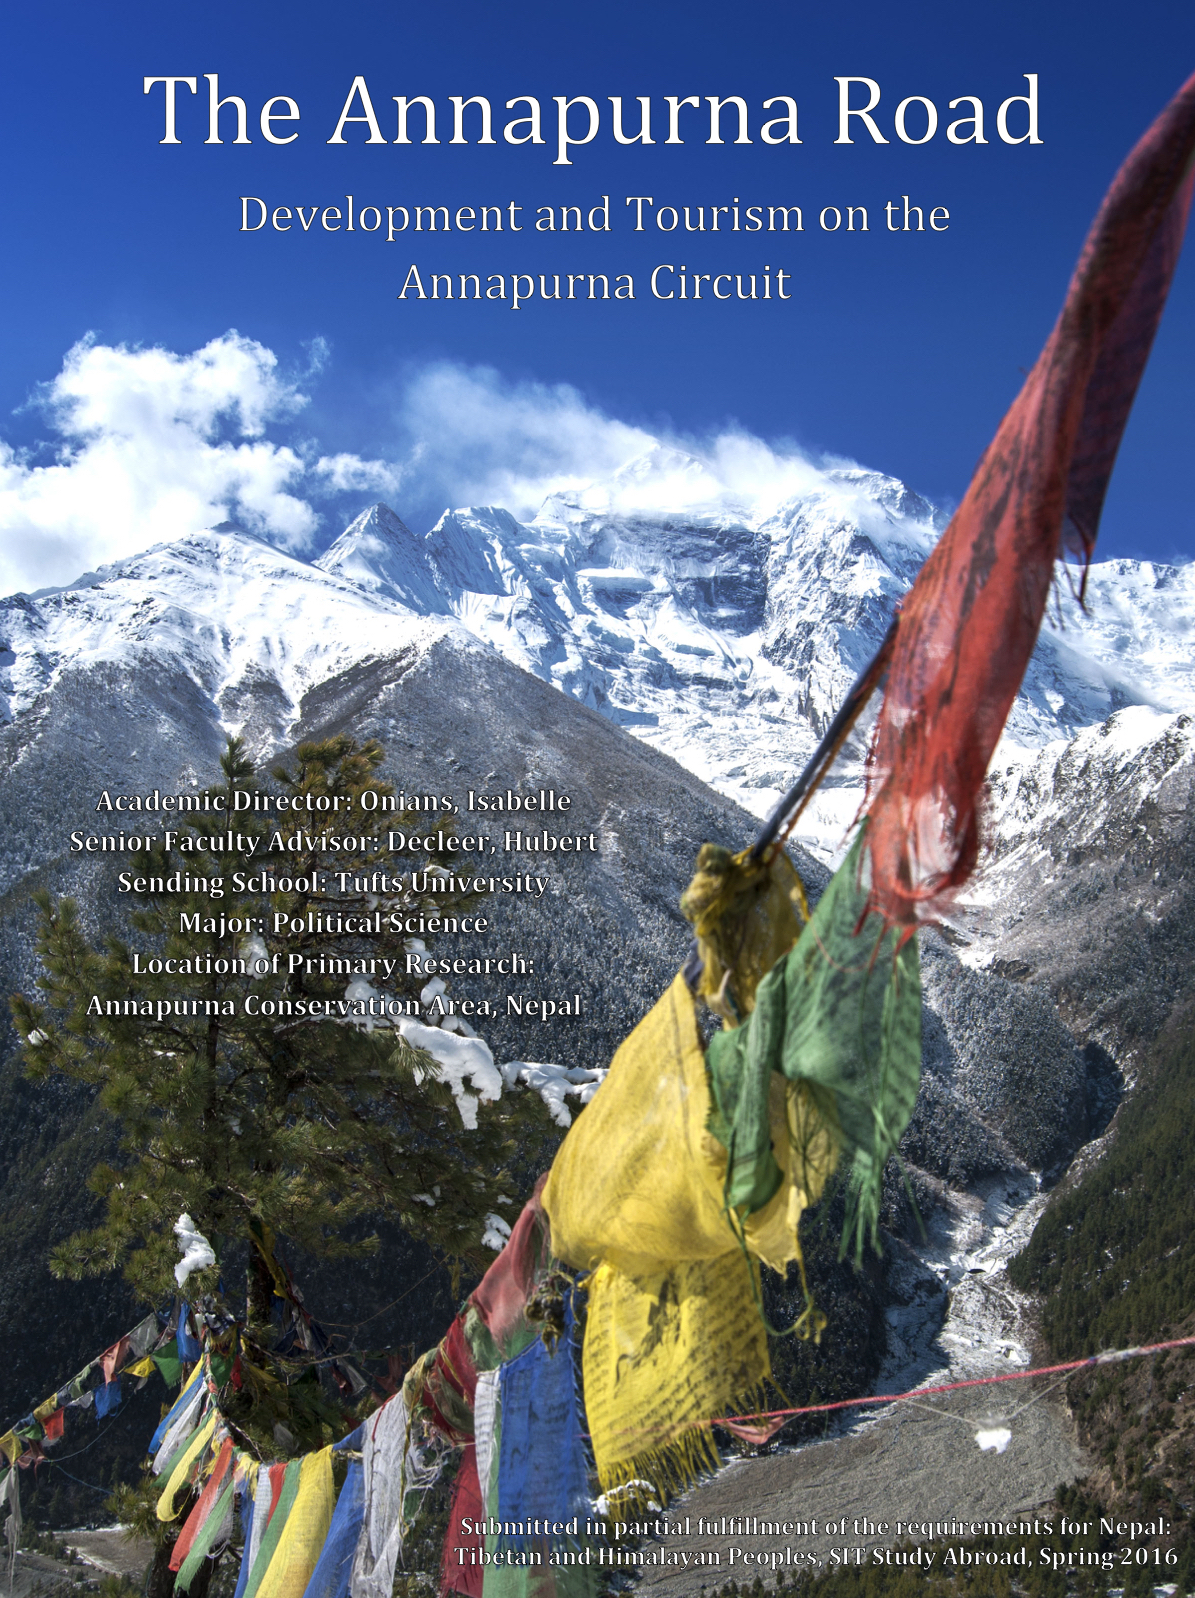 The Annapurna Road
Development and Tourism on the
Annapurna Circuit
Academic Director: Onians, Isabelle
Senior Faculty Advisor: Decleer, Hubert
Sending School: Tufts University
Major: Political Science
Location of Primary Research:
Annapurna Conservation Area, Nepal
Submitted in partial fulfillment of the requirements for Nepal:
Tibetan and Himalayan Peoples, SIT Study Abroad, Spring 2016